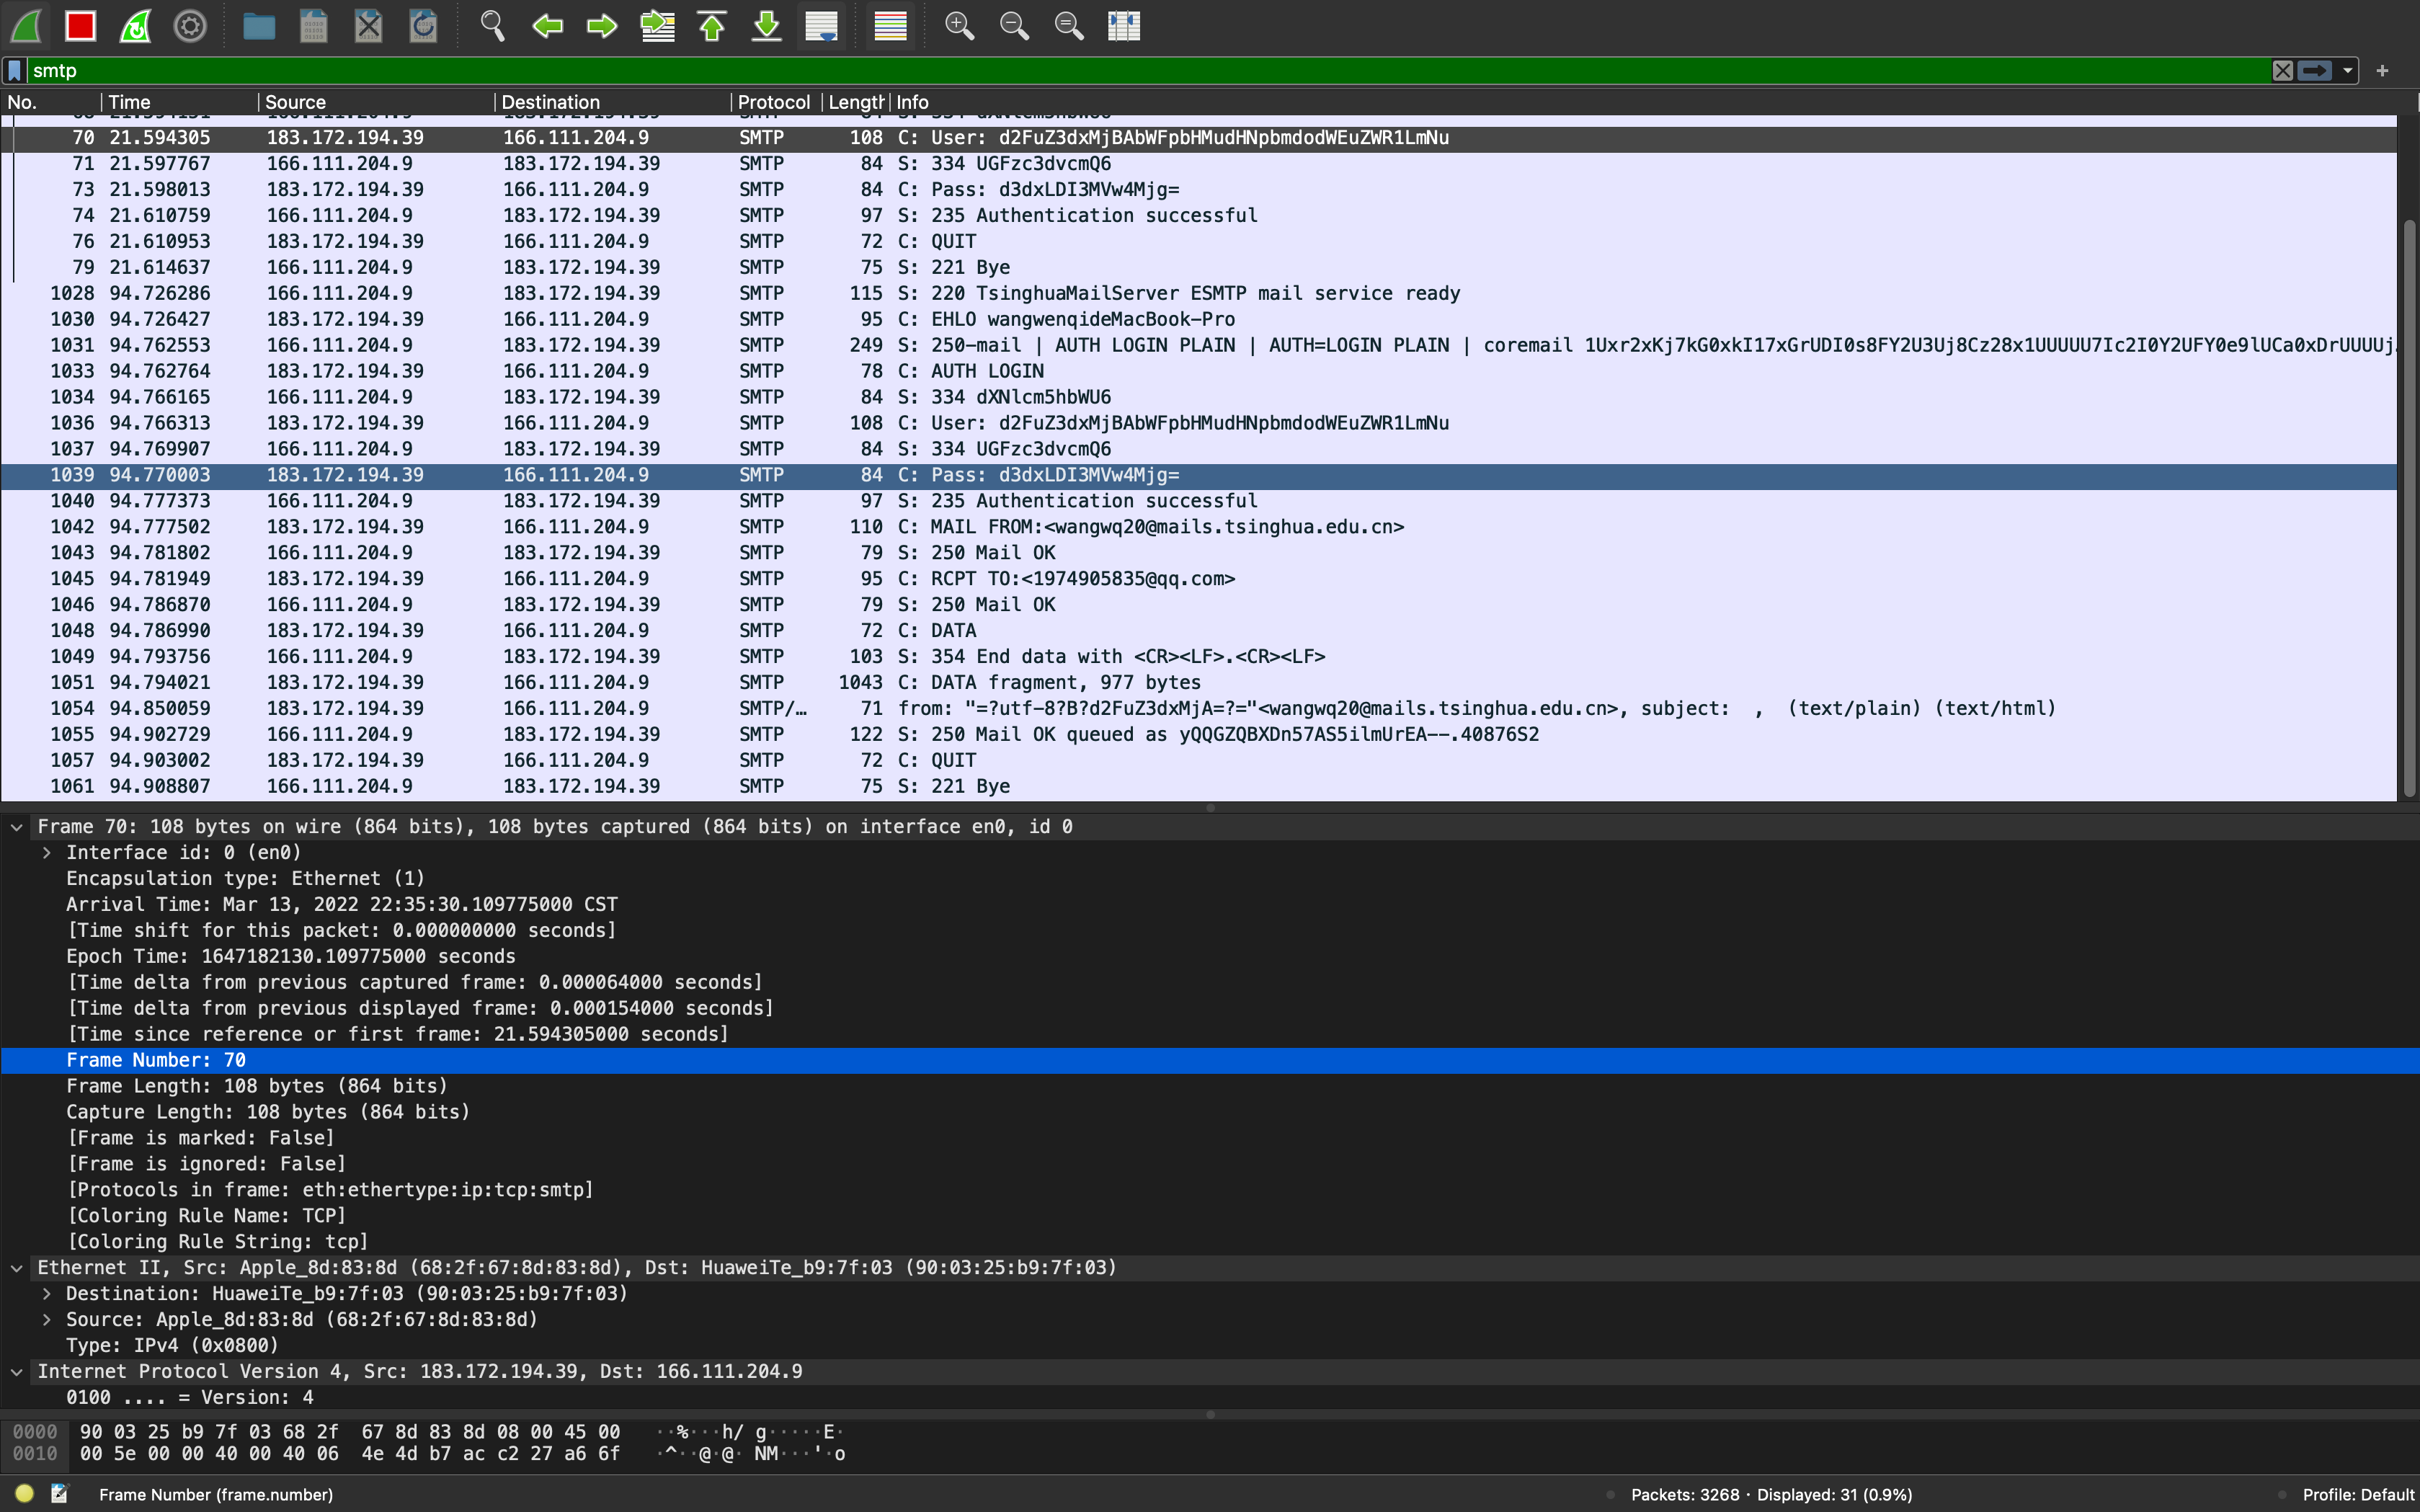 smtp
No. Time Source Destination Protocol Length Info
70 21.594305 183.172.194.39 166.111.204.9 SMTP 108 C: User: d2FuZ3dxMjBAbWFpbHMudHNpbmdodWEuZWR1LmNu
71 21.597767 166.111.204.9 183.172.194.39 SMTP 84 S: 334 UGFzc3dvcmQ6
73 21.598013 183.172.194.39 166.111.204.9 SMTP 84 C: Pass: d3dxLDI3MVw4Mjg=
74 21.610759 166.111.204.9 183.172.194.39 SMTP 97 S: 235 Authentication successful
76 21.610953 183.172.194.39 166.111.204.9 SMTP 72 C: QUIT
79 21.614637 166.111.204.9 183.172.194.39 SMTP 75 S: 221 Bye
1028 94.726286 166.111.204.9 183.172.194.39 SMTP 115 S: 220 TsinghuaMailServer ESMTP mail service ready
1030 94.726427 183.172.194.39 166.111.204.9 SMTP 95 C: EHLO wangwenqideMacBook-Pro
1031 94.762553 166.111.204.9 183.172.194.39 SMTP 249 S: 250-mail | AUTH LOGIN PLAIN | AUTH=LOGIN PLAIN | coremail 1Uxr2xKj7kG0xkI17xGrUDI0s8FY2U3Uj8Cz28x1UUUUU7Ic2I0Y2UFY0e9lUCa0xDrUUUUj…
1033 94.762764 183.172.194.39 166.111.204.9 SMTP 78 C: AUTH LOGIN
1034 94.766165 166.111.204.9 183.172.194.39 SMTP 84 S: 334 dXNlcm5hbWU6
1036 94.766313 183.172.194.39 166.111.204.9 SMTP 108 C: User: d2FuZ3dxMjBAbWFpbHMudHNpbmdodWEuZWR1LmNu
1037 94.769907 166.111.204.9 183.172.194.39 SMTP 84 S: 334 UGFzc3dvcmQ6
1039 94.770003 183.172.194.39 166.111.204.9 SMTP 84 C: Pass: d3dxLDI3MVw4Mjg=
1040 94.777373 166.111.204.9 183.172.194.39 SMTP 97 S: 235 Authentication successful
1042 94.777502 183.172.194.39 166.111.204.9 SMTP 110 C: MAIL FROM:<wangwq20@mails.tsinghua.edu.cn>
1043 94.781802 166.111.204.9 183.172.194.39 SMTP 79 S: 250 Mail OK
1045 94.781949 183.172.194.39 166.111.204.9 SMTP 95 C: RCPT TO:<1974905835@qq.com>
1046 94.786870 166.111.204.9 183.172.194.39 SMTP 79 S: 250 Mail OK
1048 94.786990 183.172.194.39 166.111.204.9 SMTP 72 C: DATA
1049 94.793756 166.111.204.9 183.172.194.39 SMTP 103 S: 354 End data with <CR><LF>.<CR><LF>
1051 94.794021 183.172.194.39 166.111.204.9 SMTP 1043 C: DATA fragment, 977 bytes
1054 94.850059 183.172.194.39 166.111.204.9 SMTP/… 71 from: "=?utf-8?B?d2FuZ3dxMjA=?="<wangwq20@mails.tsinghua.edu.cn>, subject:  ,  (text/plain) (text/html)
1055 94.902729 166.111.204.9 183.172.194.39 SMTP 122 S: 250 Mail OK queued as yQQGZQBXDn57AS5ilmUrEA--.40876S2
1057 94.903002 183.172.194.39 166.111.204.9 SMTP 72 C: QUIT
1061 94.908807 166.111.204.9 183.172.194.39 SMTP 75 S: 221 Bye
Frame 70: 108 bytes on wire (864 bits), 108 bytes captured (864 bits) on interface en0, id 0
Interface id: 0 (en0)
Encapsulation type: Ethernet (1)
Arrival Time: Mar 13, 2022 22:35:30.109775000 CST
[Time shift for this packet: 0.000000000 seconds]
Epoch Time: 1647182130.109775000 seconds
[Time delta from previous captured frame: 0.000064000 seconds]
[Time delta from previous displayed frame: 0.000154000 seconds]
[Time since reference or first frame: 21.594305000 seconds]
Frame Number: 70
Frame Length: 108 bytes (864 bits)
Capture Length: 108 bytes (864 bits)
[Frame is marked: False]
[Frame is ignored: False]
[Protocols in frame: eth:ethertype:ip:tcp:smtp]
[Coloring Rule Name: TCP]
[Coloring Rule String: tcp]
Ethernet II, Src: Apple_8d:83:8d (68:2f:67:8d:83:8d), Dst: HuaweiTe_b9:7f:03 (90:03:25:b9:7f:03)
Destination: HuaweiTe_b9:7f:03 (90:03:25:b9:7f:03)
Source: Apple_8d:83:8d (68:2f:67:8d:83:8d)
Type: IPv4 (0x0800)
Internet Protocol Version 4, Src: 183.172.194.39, Dst: 166.111.204.9
0100 .... = Version: 4
0000 90 03 25 b9 7f 03 68 2f 67 8d 83 8d 08 00 45 00 ··%···h/ g·····E·
0010 00 5e 00 00 40 00 40 06 4e 4d b7 ac c2 27 a6 6f ·^··@·@· NM···'·o
Frame Number (frame.number) Packets: 3268 · Displayed: 31 (0.9%) Profile: Default